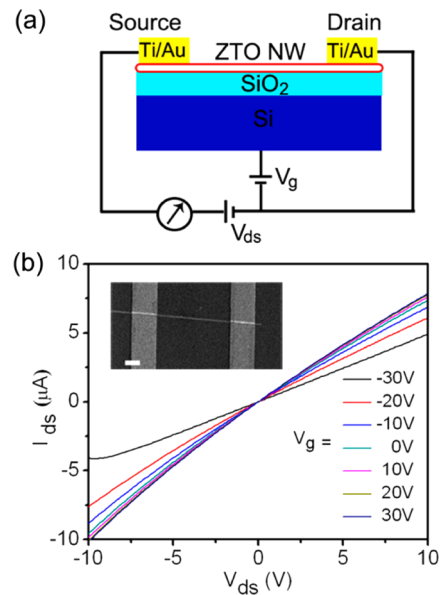 (a)
Source
Drain
Ti/Au
ZTO NW
Ti/Au
SiO2
Si
Vg
Vds
(b)
10
5
0
-5
-10
Ids (μA)
-10
-5
0
5
10
Vds (V)
Vg =
-30V
-20V
-10V
0V
10V
20V
30V